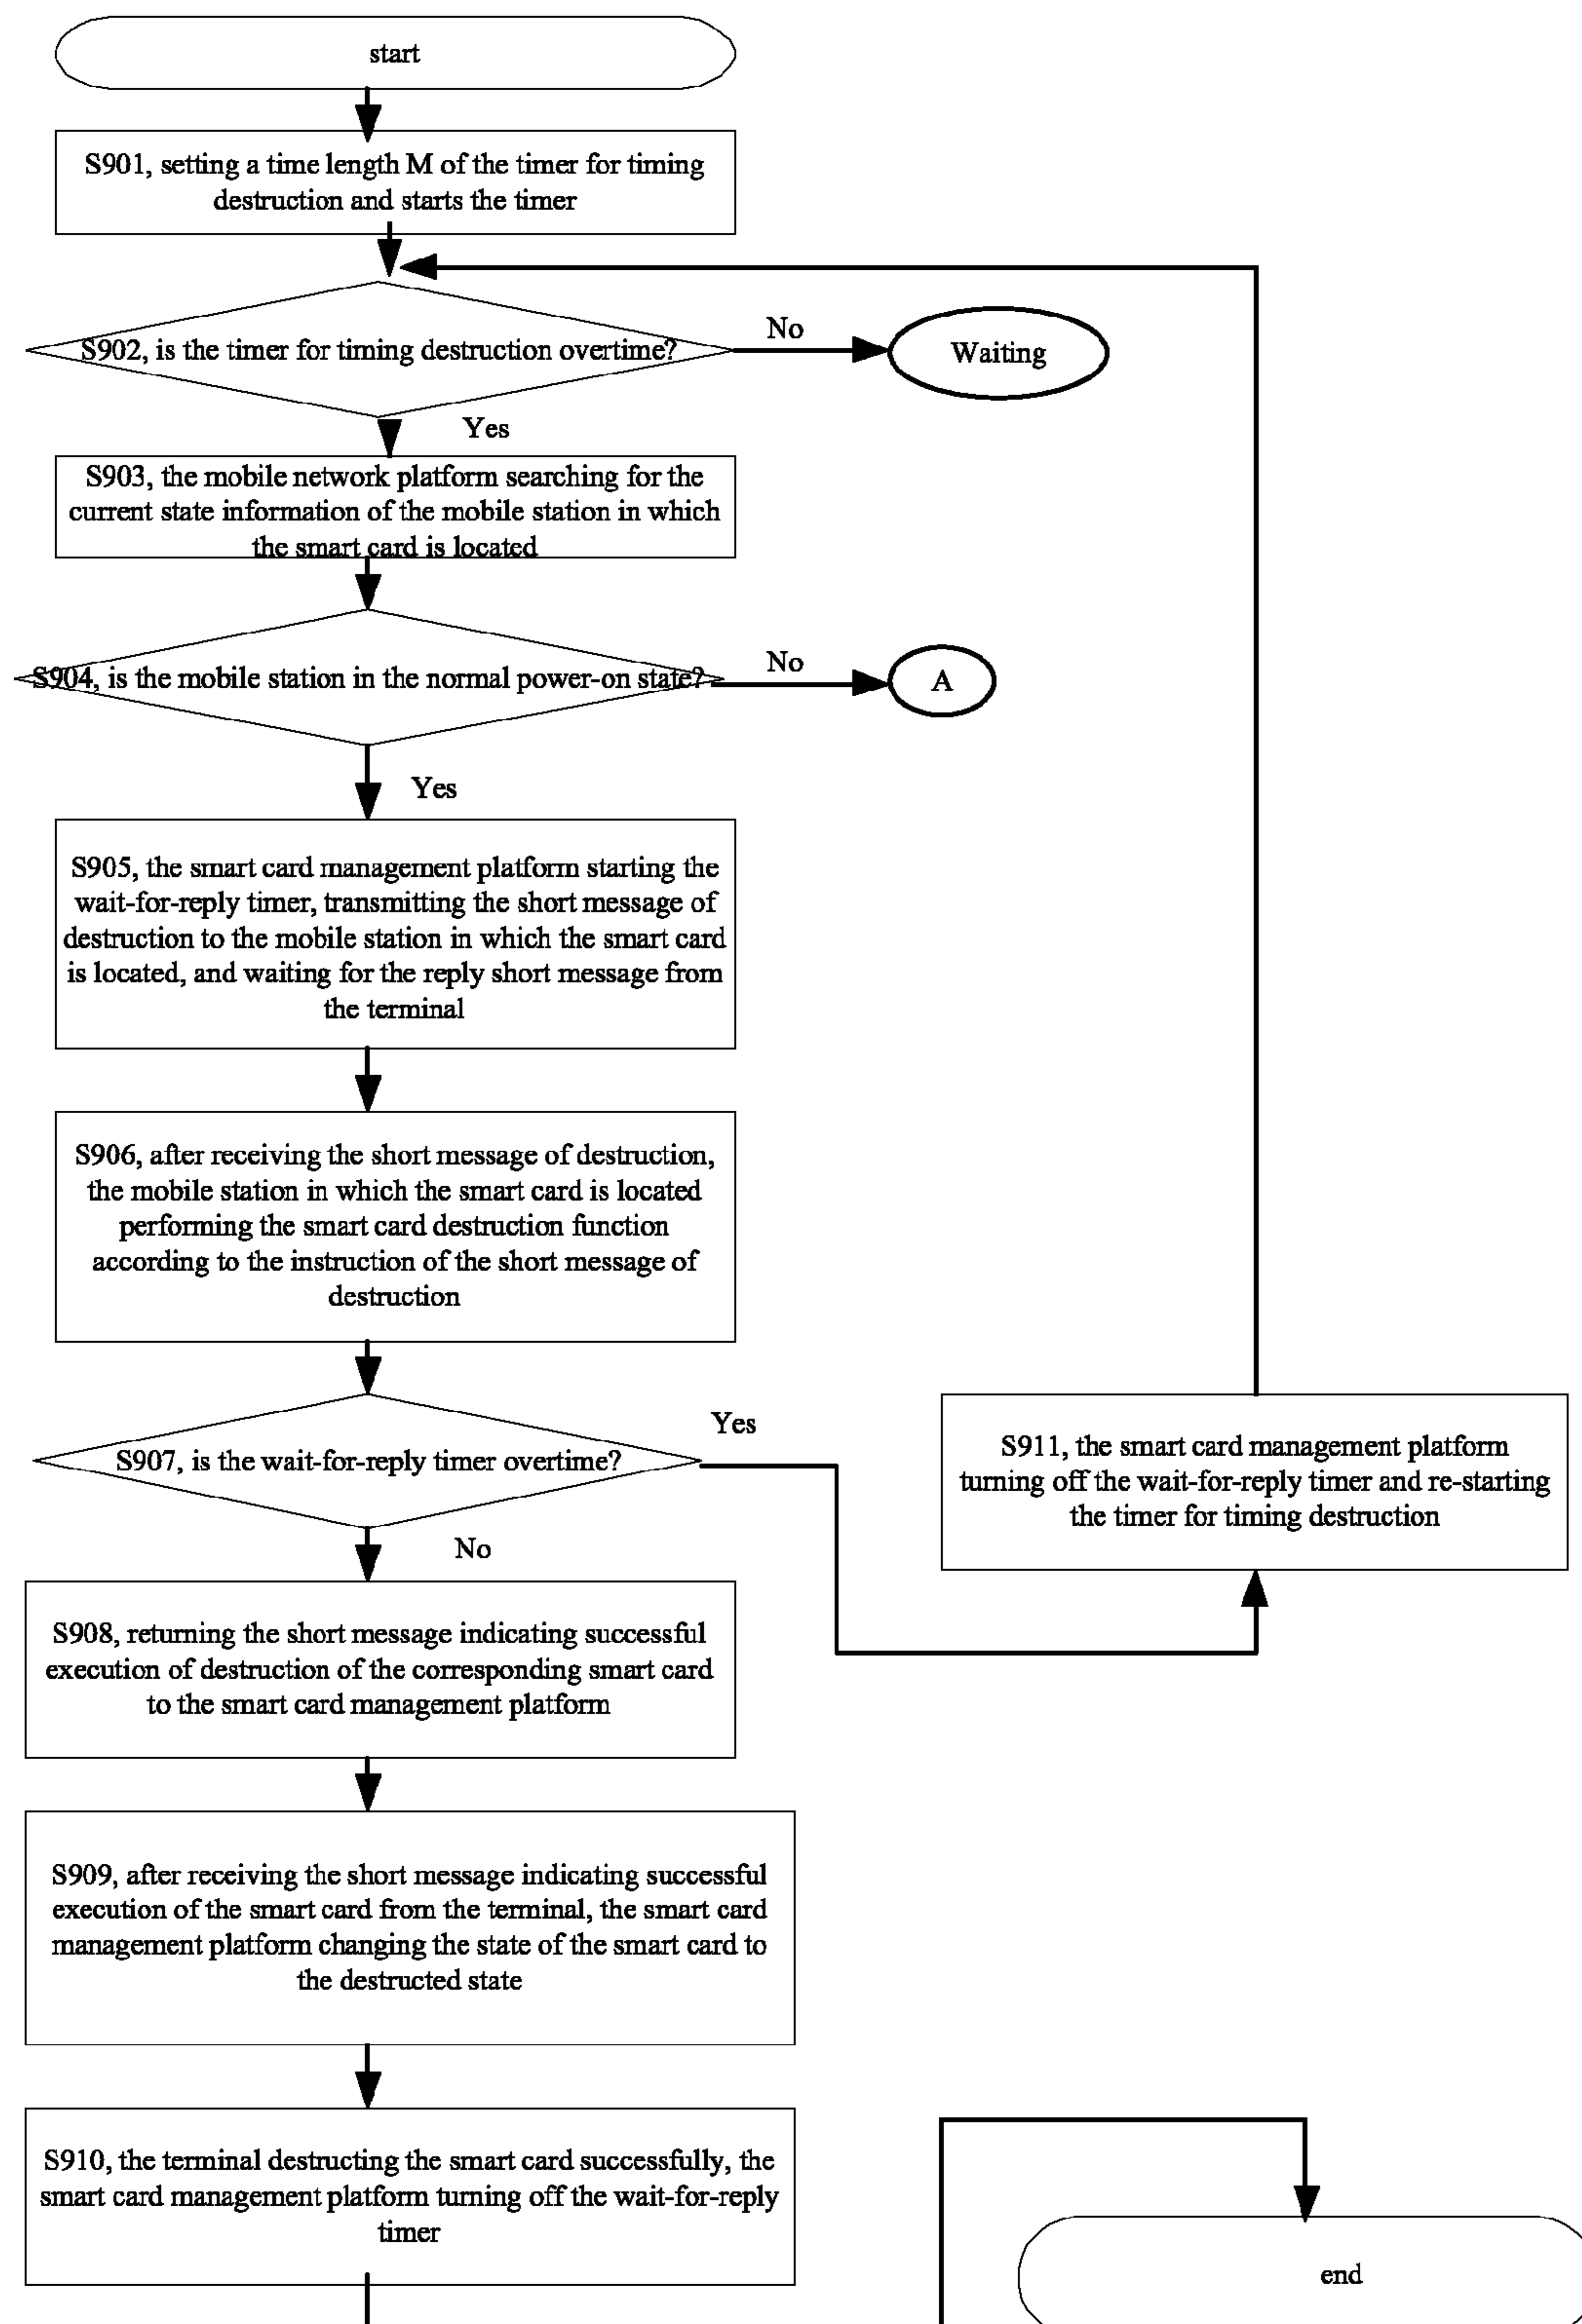 start
S901, setting a time length M of the timer for timing
destruction and starts the timer
S902, is the timer for timing destruction overtime?
No
Waiting
Yes
S903, the mobile network platform searching for the
current state information of the mobile station in which
the smart card is located
S904, is the mobile station in the normal power-on state?
No
A
Yes
S905, the smart card management platform starting the
wait-for-reply timer, transmitting the short message of
destruction to the mobile station in which the smart card
is located, and waiting for the reply short message from
the terminal
S906, after receiving the short message of destruction,
the mobile station in which the smart card is located
performing the smart card destruction function
according to the instruction of the short message of
destruction
S907, is the wait-for-reply timer overtime?
Yes
S911, the smart card management platform
turning off the wait-for-reply timer and re-starting
the timer for timing destruction
No
S908, returning the short message indicating successful
execution of destruction of the corresponding smart card
to the smart card management platform
S909, after receiving the short message indicating successful
execution of the smart card from the terminal, the smart card
management platform changing the state of the smart card to
the destructed state
S910, the terminal destructing the smart card successfully, the
smart card management platform turning off the wait-for-reply
timer
end